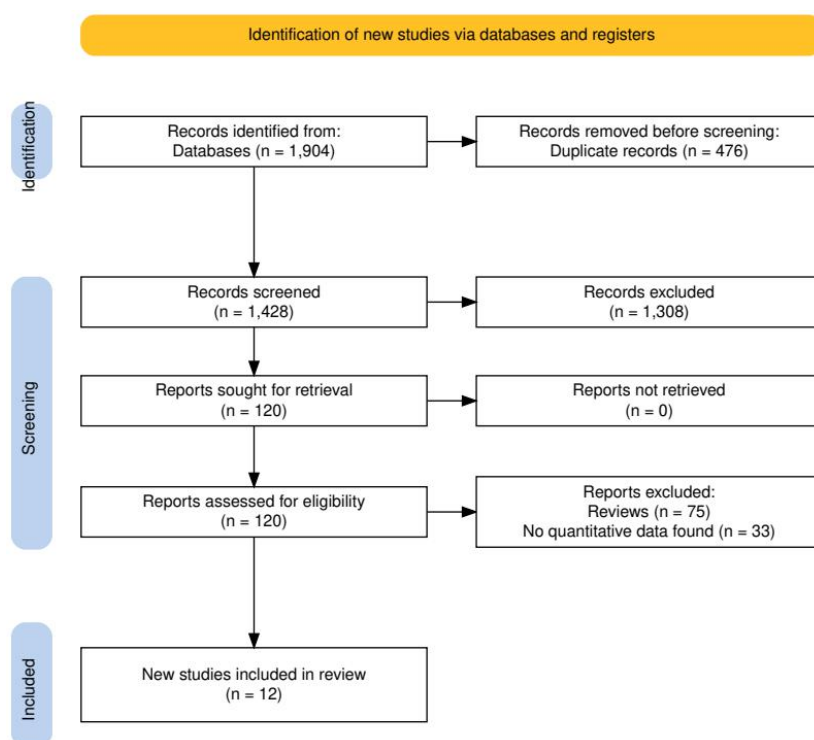 Identification of new studies via databases and registers
Identification
Records identified from:
Databases (n = 1,904)
Records removed before screening:
Duplicate records (n = 476)
Screening
Records screened
(n = 1,428)
Records excluded
(n = 1,308)
Reports sought for retrieval
(n = 120)
Reports not retrieved
(n = 0)
Reports assessed for eligibility
(n = 120)
Reports excluded:
Reviews (n = 75)
No quantitative data found (n = 33)
Included
New studies included in review
(n = 12)